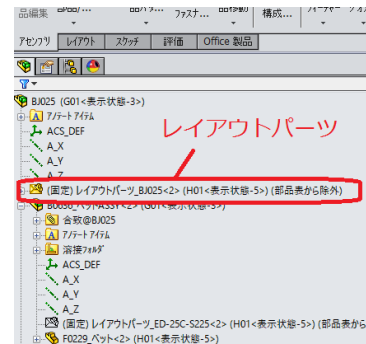 品編集
構成...
ファスナ...
アセンブリ レイアウト スケッチ 評価 Office 製品
BJ025 (G01<表示状態-3>)
アノテート アイテム
ACS_DEF
レイアウトパーツ
A_X
A_Y
A_Z
(固定) レイアウトパーツ_BJ025<2> (H01<表示状態-5>) (部品表から除外)
合致@BJ025
アノテート アイテム
溶接フォルダ
ACS_DEF
A_X
A_Y
A_Z
(固定) レイアウトパーツ_ED-25C-S225<2> (H01<表示状態-5>) (部品表から
F0229_ベット<2> (H01<表示状態-5>)